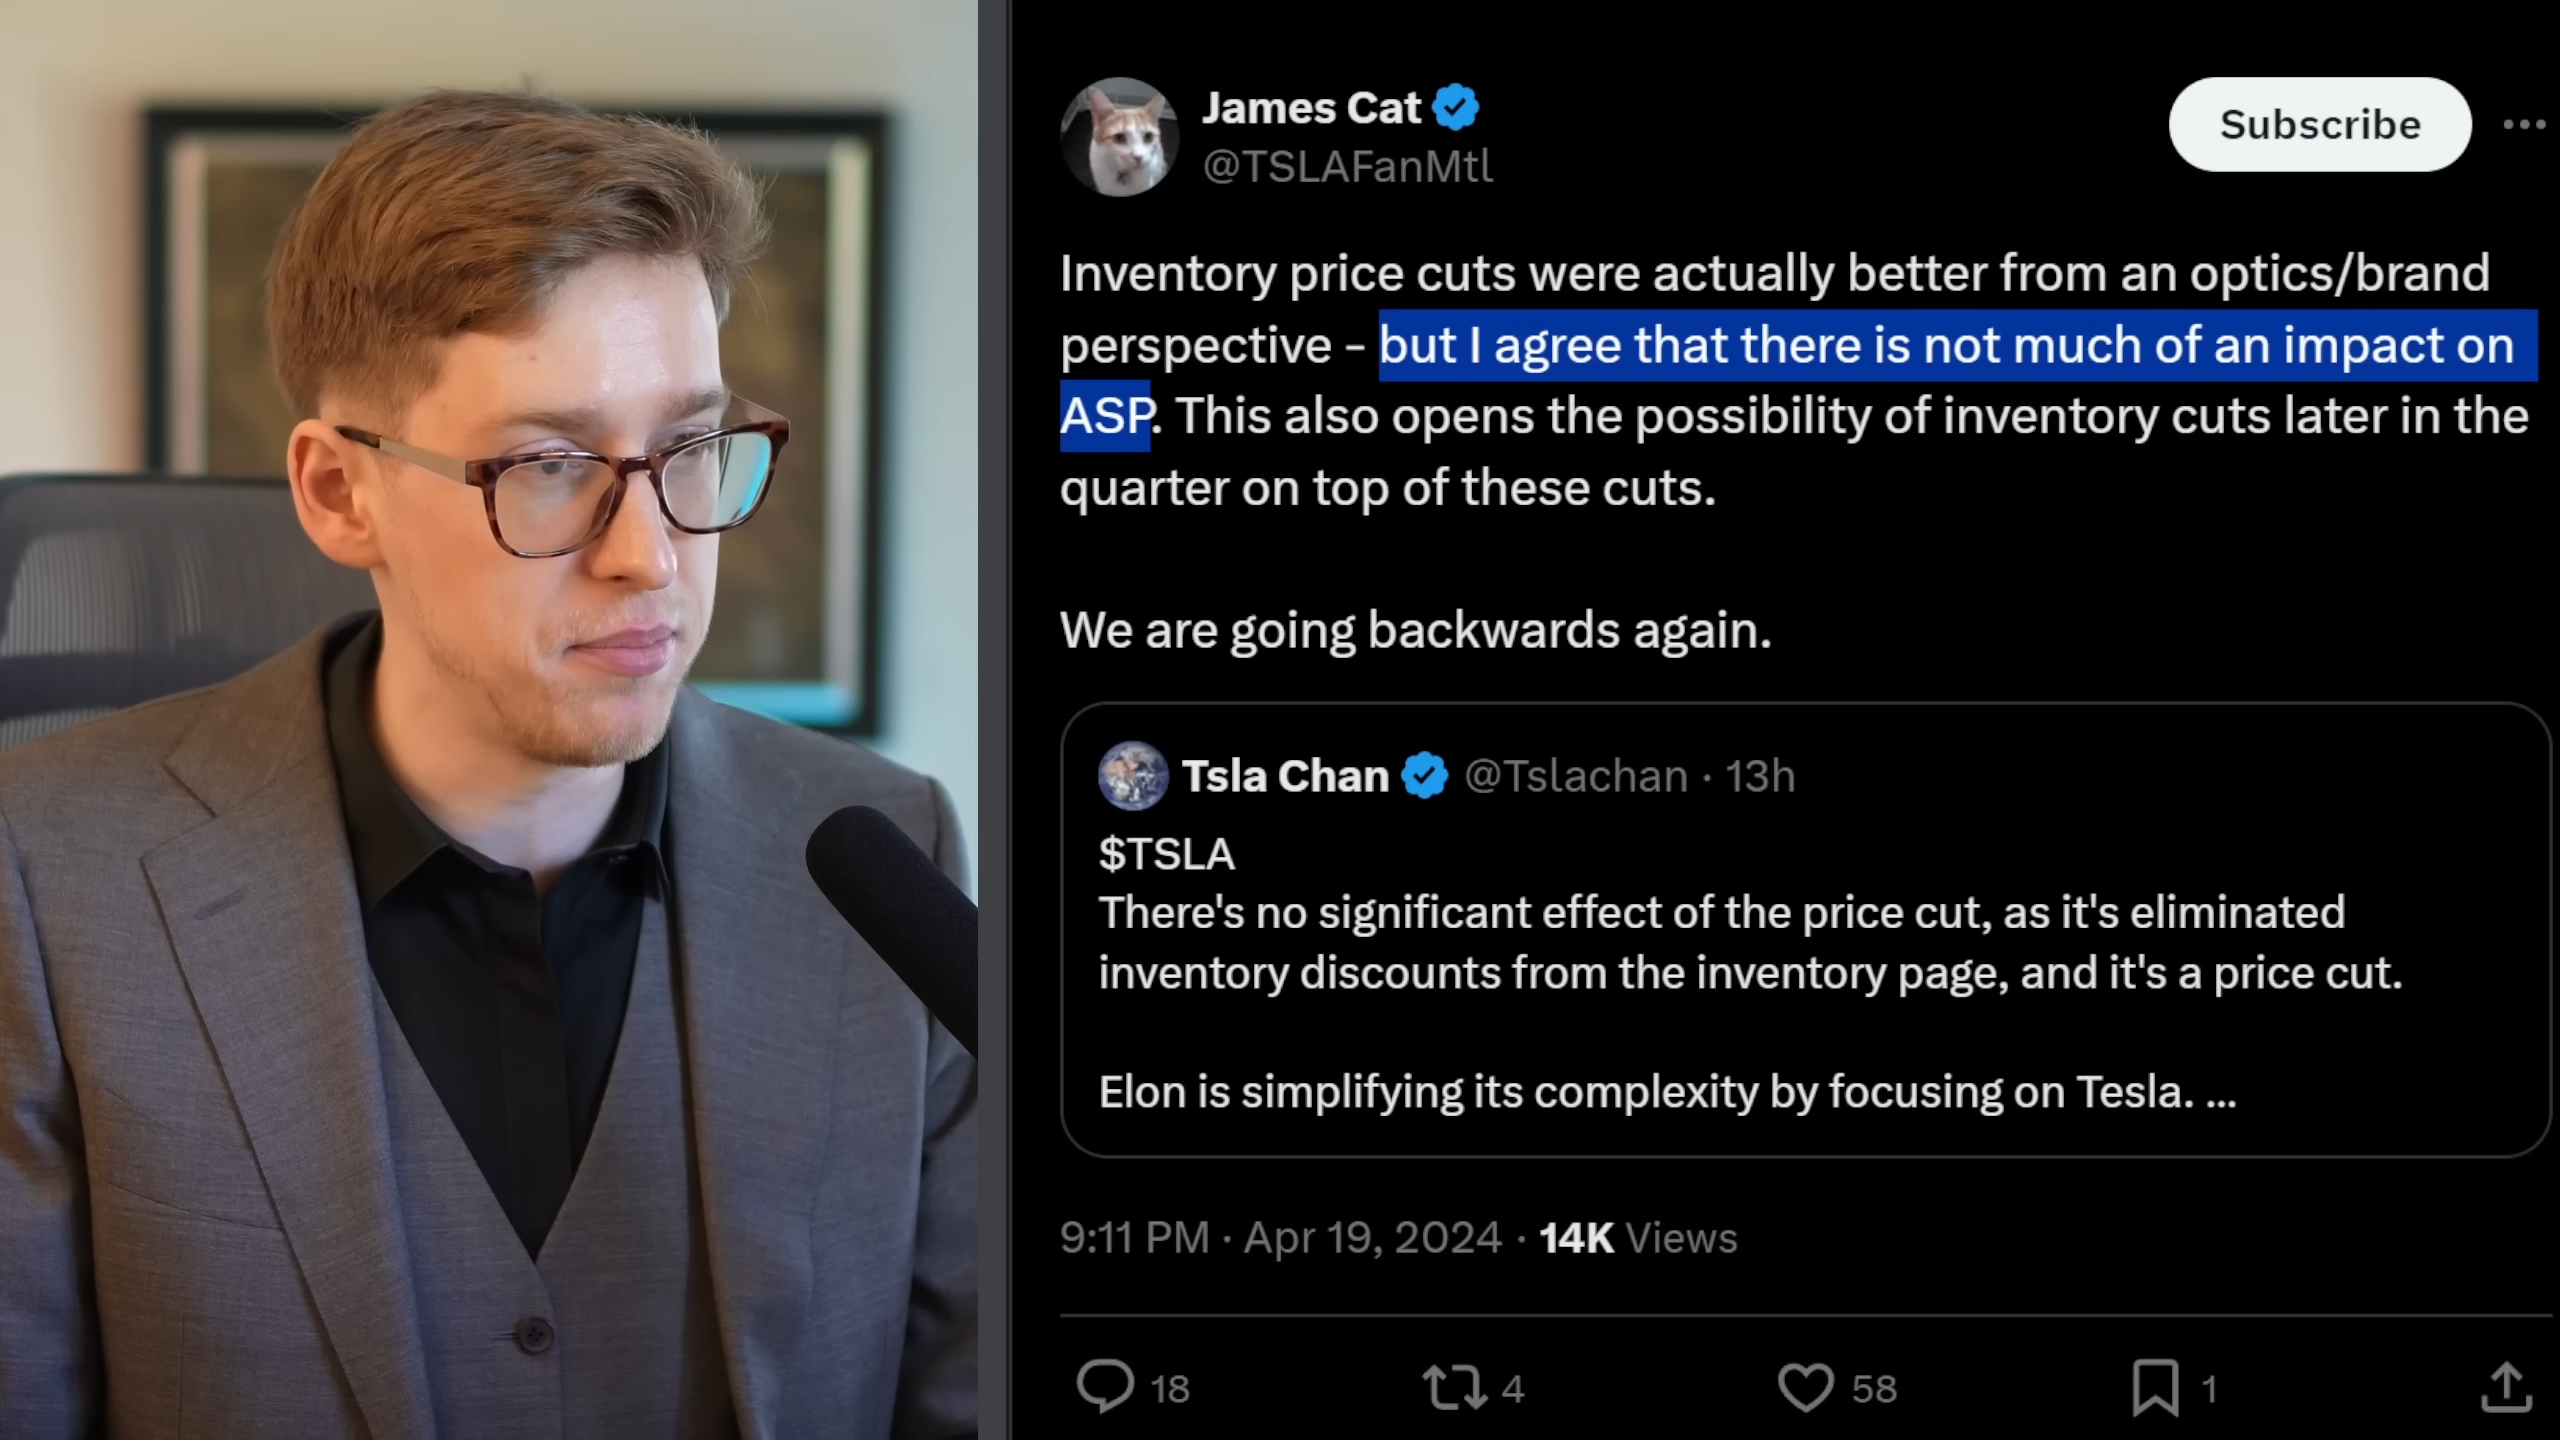 James Cat
@TSLAFanMtl
Subscribe
Inventory price cuts were actually better from an optics/brand
perspective - but I agree that there is not much of an impact on
ASP. This also opens the possibility of inventory cuts later in the
quarter on top of these cuts.
We are going backwards again.
Tsla Chan @Tslachan · 13h
$TSLA
There's no significant effect of the price cut, as it's eliminated
inventory discounts from the inventory page, and it's a price cut.
Elon is simplifying its complexity by focusing on Tesla. ...
9:11 PM · Apr 19, 2024 · 14K Views
18 4 58 1